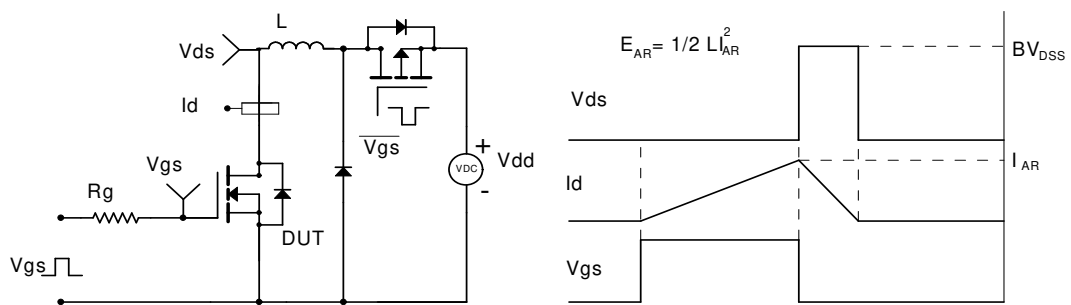 L
Vds
Id
Vgs
Vgs
+
Vdd
VDC
-
Rg
DUT
Vgs
E_AR= 1/2 LI_AR^2
BV_DSS
Vds
I_AR
Id
Vgs